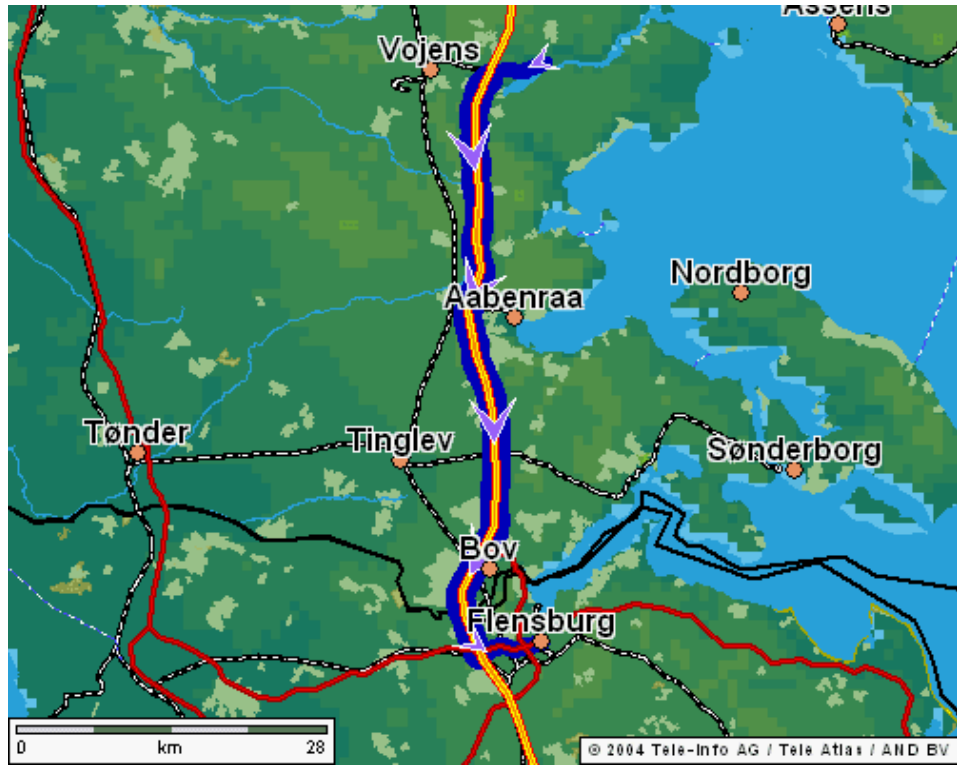 Assens
Vojens
Nordborg
Aabenraa
Tønder
Tinglev
Sønderborg
Bov
Flensburg
0 km 28
© 2004 Tele-Info AG / Tele Atlas / AND BV